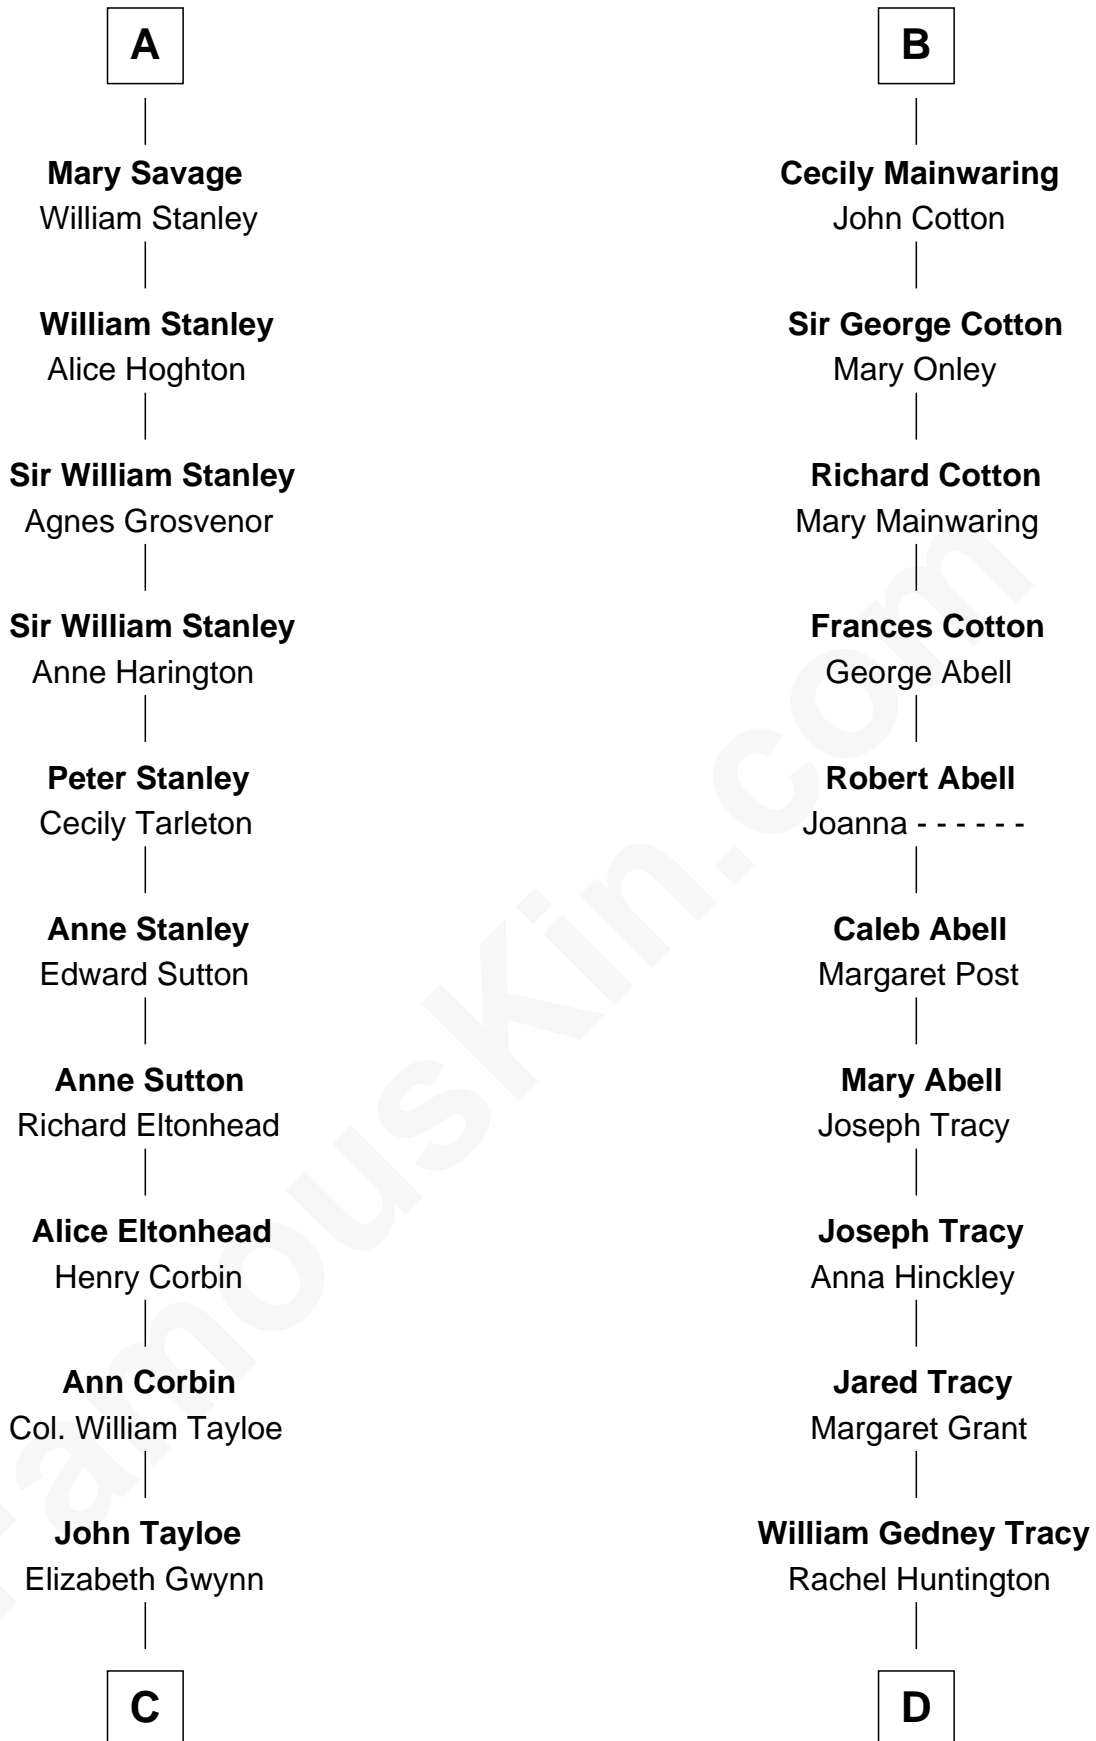 A
Mary Savage
William Stanley
William Stanley
Alice Hoghton
Sir William Stanley
Agnes Grosvenor
Sir William Stanley
Anne Harington
Peter Stanley
Cecily Tarleton
Anne Stanley
Edward Sutton
Anne Sutton
Richard Eltonhead
Alice Eltonhead
Henry Corbin
Ann Corbin
Col. William Tayloe
John Tayloe
Elizabeth Gwynn
C
B
Cecily Mainwaring
John Cotton
Sir George Cotton
Mary Onley
Richard Cotton
Mary Mainwaring
Frances Cotton
George Abell
Robert Abell
Joanna - - - - - -
Caleb Abell
Margaret Post
Mary Abell
Joseph Tracy
Joseph Tracy
Anna Hinckley
Jared Tracy
Margaret Grant
William Gedney Tracy
Rachel Huntington
D
FamousKin.com